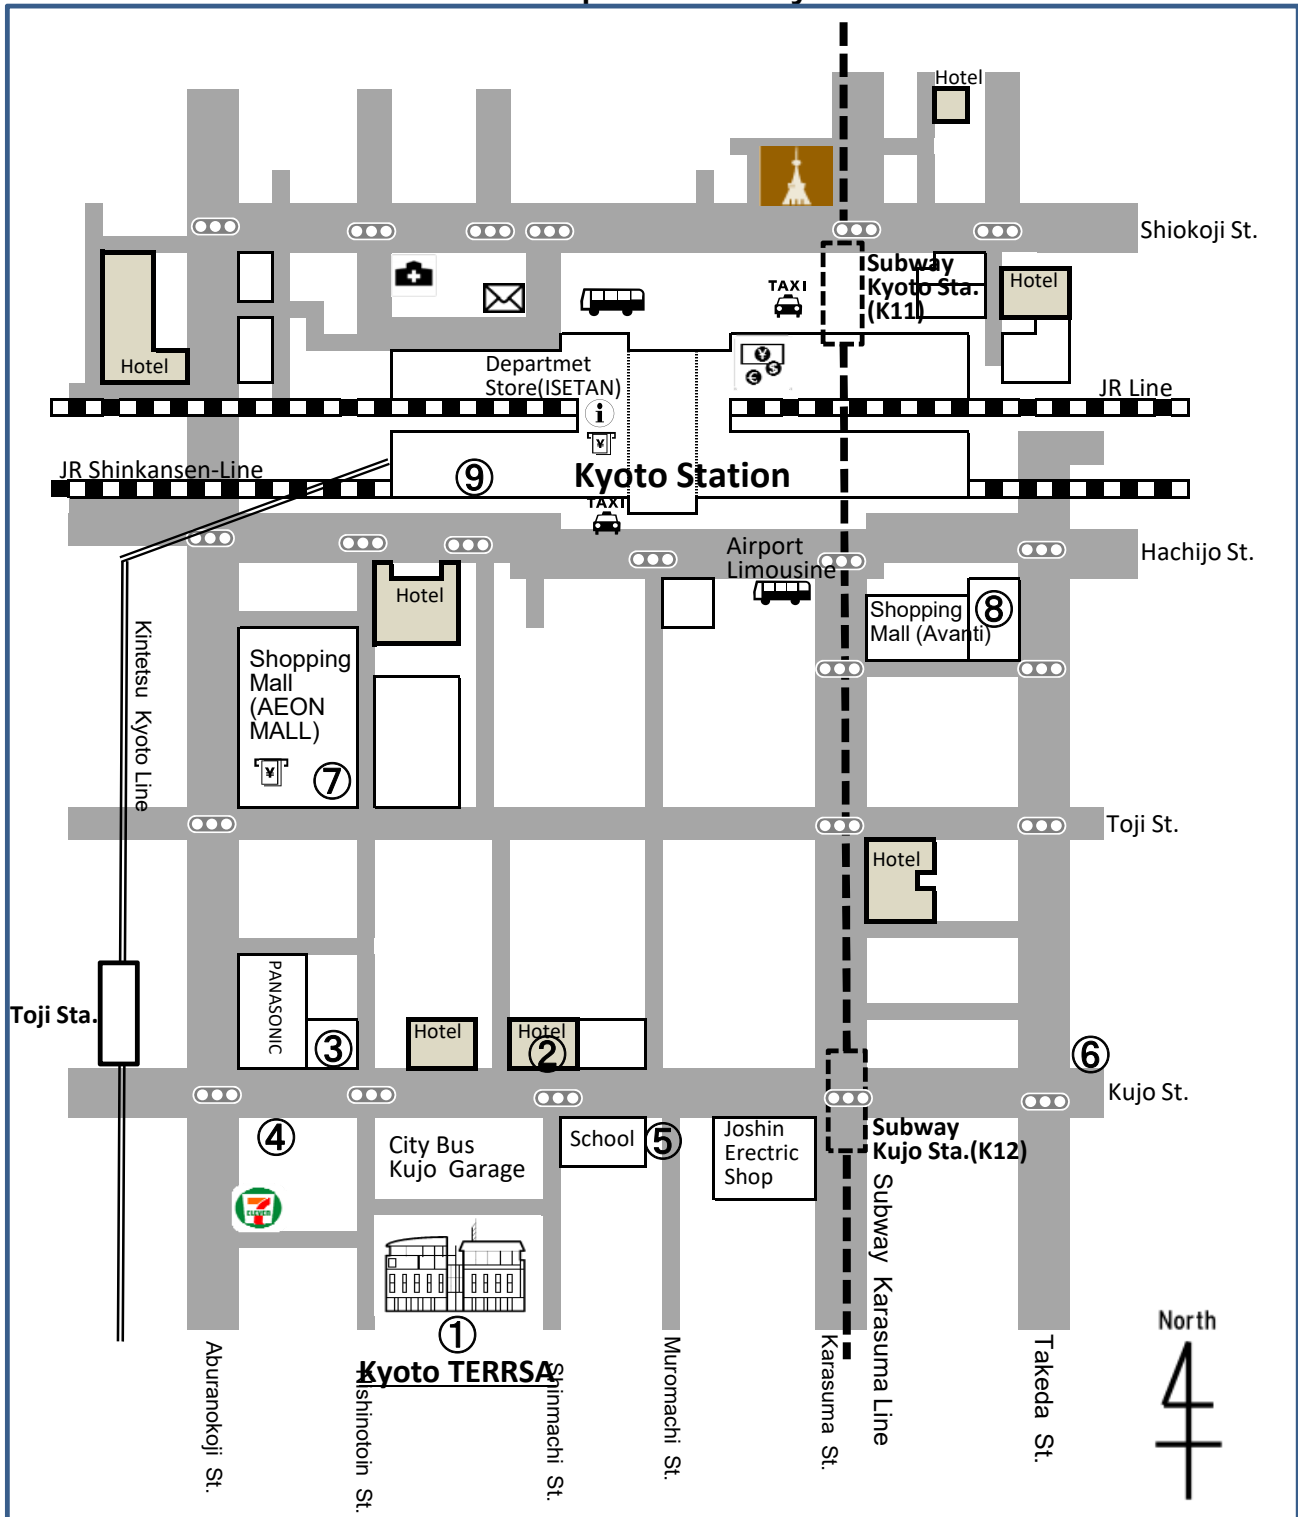 Hotel
Shiokoji St.
Subway
Kyoto Sta.
(K11)
TAXI
Hotel
Hotel
Departmet
Store(ISETAN)
¥
€
$
i
¥
JR Line
JR Shinkansen-Line
⑨
Kyoto Station
TAXI
Airport
Limousine
Hachijo St.
Hotel
Shopping
Mall (Avanti)
⑧
Kintetsu Kyoto Line
Shopping
Mall
(AEON
MALL)
¥
⑦
Toji St.
Hotel
PANASONIC
Toji Sta.
③
Hotel
Hotel
②
⑥
Kujo St.
④
City Bus
Kujo Garage
School
⑤
Joshin
Erectric
Shop
Subway
Kujo Sta.(K12)
7
ELEVEN
Subway Karasuma Line
①
Kyoto TERRSA
Aburanokoji St.
Nishinotoin St.
Shinmachi St.
Muromachi St.
Karasuma St.
Takeda St.
North